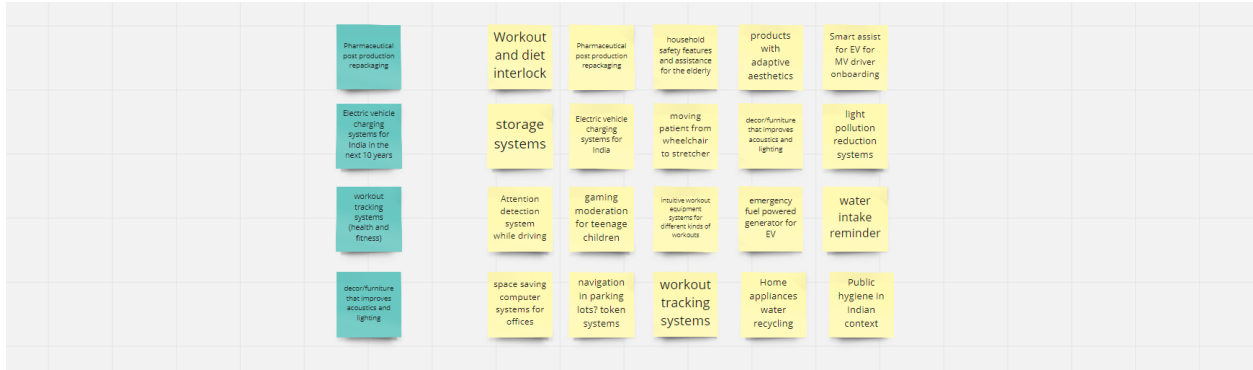 Pharmaceutical
post production
repackaging
Workout
and diet
interlock
Pharmaceutical
post production
repackaging
household
safety features
and assistance
for the elderly
products
with
adaptive
aesthetics
Smart assist
for EV for
MV driver
onboarding
Electric vehicle
charging
systems for
India in the
next 10 years
storage
systems
Electric vehicle
charging
systems for
India
moving
patient from
wheelchair
to stretcher
decor/furniture
that improves
acoustics and
lighting
light
pollution
reduction
systems
workout
tracking
systems
(health and
fitness)
Attention
detection
system
while driving
gaming
moderation
for teenage
children
intuitive workout
equipment
systems for
different kinds of
workouts
emergency
fuel powered
generator for
EV
water
intake
reminder
decor/furniture
that improves
acoustics and
lighting
space saving
computer
systems for
offices
navigation
in parking
lots? token
systems
workout
tracking
systems
Home
appliances
water
recycling
Public
hygiene in
Indian
context